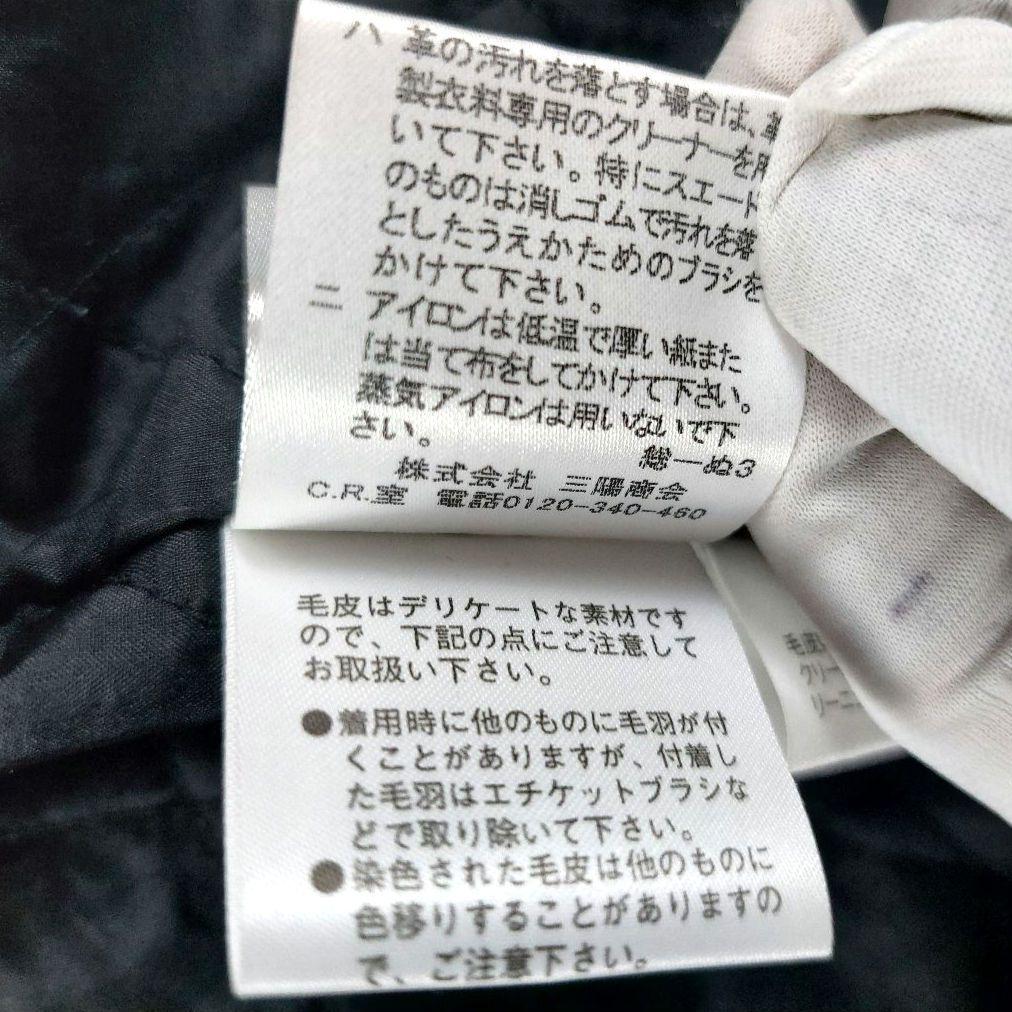 ハ 革の汚れを落とす場合は、革
製衣料専用のクリーナーを用
いて下さい。特にスエード
のものは消しゴムで汚れを落
としたうえかためのブラシを
かけて下さい。
ニ アイロンは低温で厚い紙また
は当て布をしてかけて下さい。
蒸気アイロンは用いないで下
さい。
総一ぬ3
株式会社 三陽商会
C.R.室 電話0120-340-460
毛皮はデリケートな素材です
ので、下記の点にご注意して
お取扱い下さい。
●着用時に他のものに毛羽が付
くことがありますが、付着し
た毛羽はエチケットブラシな
どで取り除いて下さい。
●染色された毛皮は他のものに
色移りすることがありますの
で、ご注意下さい。
毛皮
クリー
リーニ